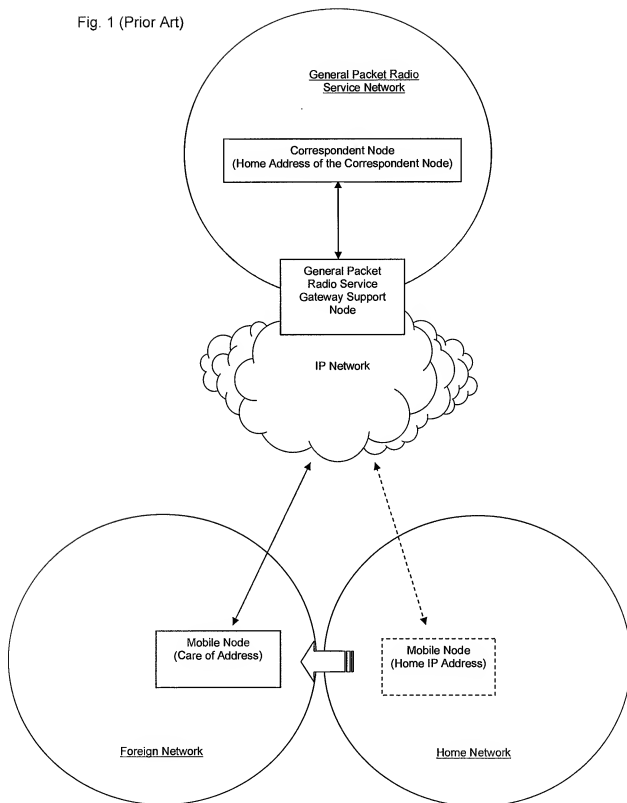 Fig. 1 (Prior Art)
General Packet Radio
Service Network
Correspondent Node
(Home Address of the Correspondent Node)
General Packet
Radio Service
Gateway Support
Node
IP Network
Mobile Node
(Care of Address)
Mobile Node
(Home IP Address)
Foreign Network
Home Network